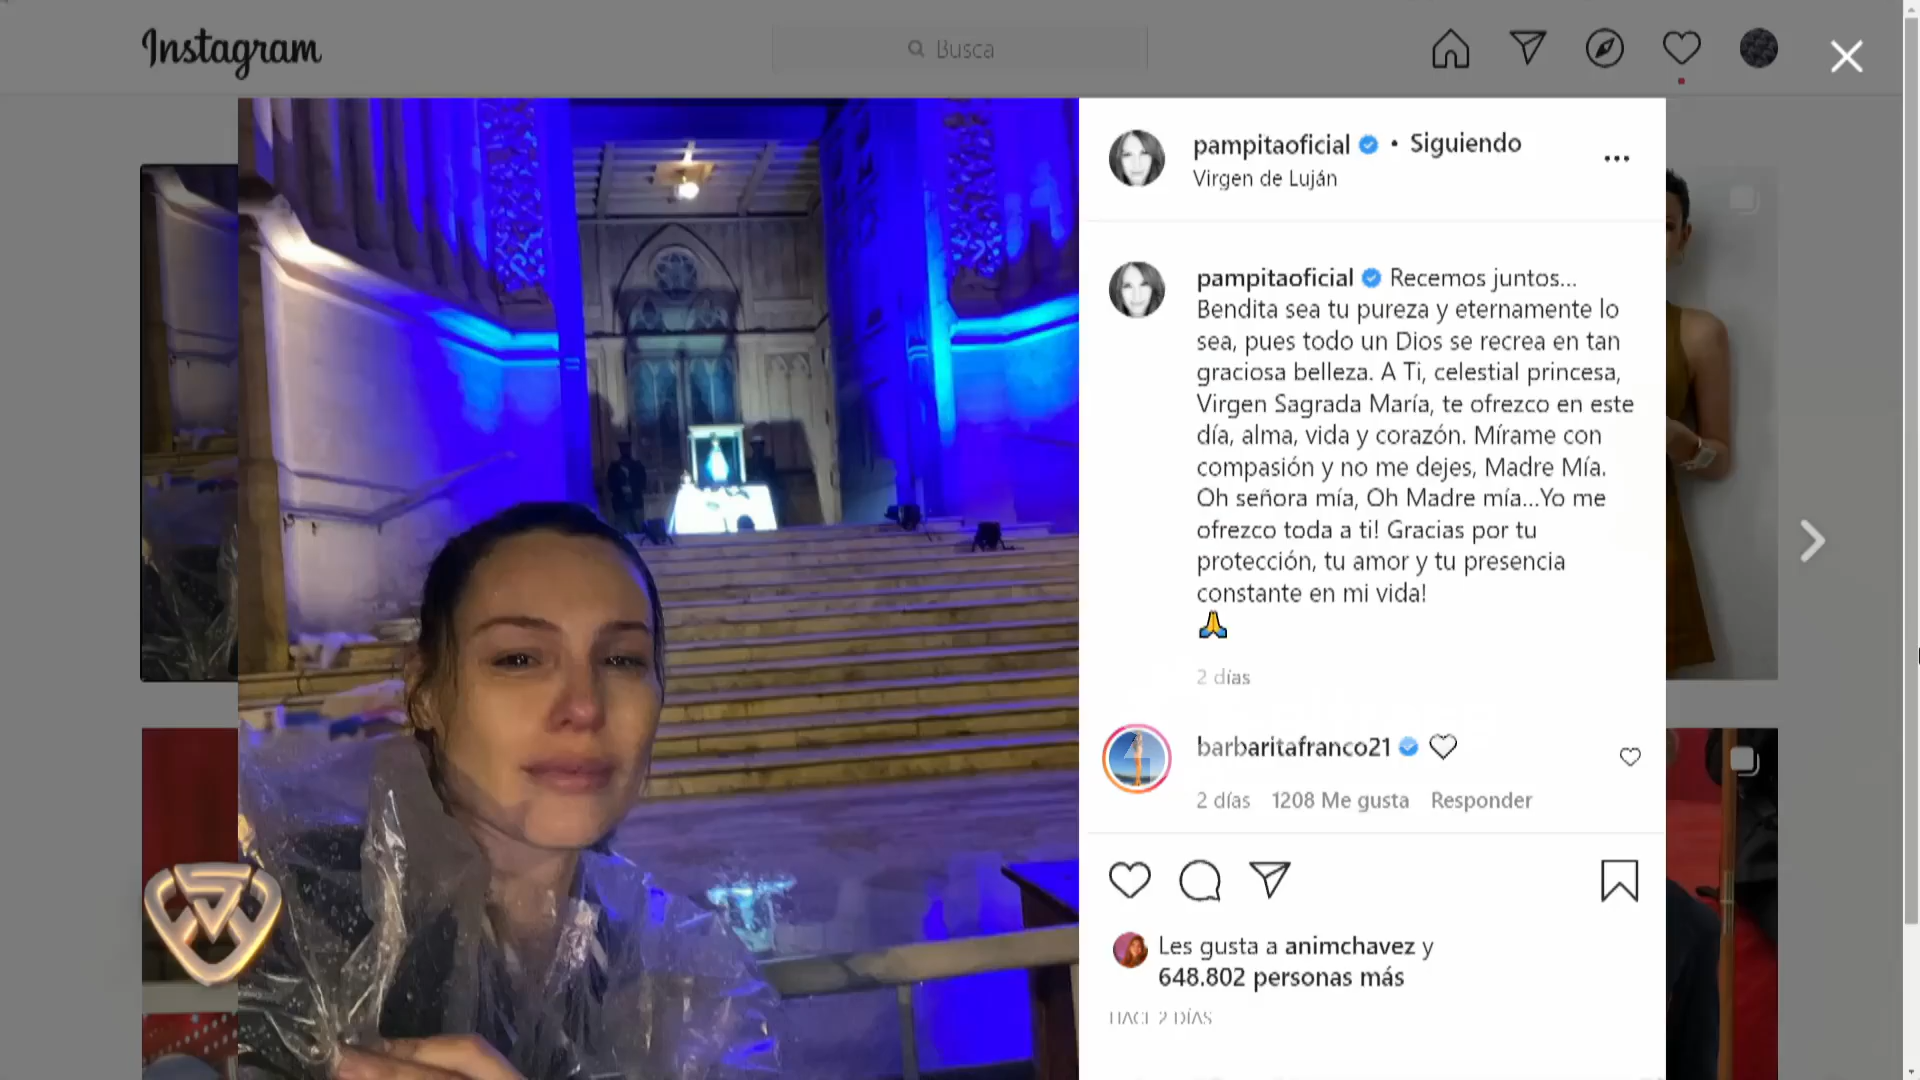 Instagram
Busca
pampitaoficial • Siguiendo
Virgen de Luján
pampitaoficial Recemos juntos...
Bendita sea tu pureza y eternamente lo
sea, pues todo un Dios se recrea en tan
graciosa belleza. A Ti, celestial princesa,
Virgen Sagrada María, te ofrezco en este
día, alma, vida y corazón. Mírame con
compasión y no me dejes, Madre Mía.
Oh señora mía, Oh Madre mía...Yo me
ofrezco toda a ti! Gracias por tu
protección, tu amor y tu presencia
constante en mi vida!
2 días
barbaritafranco21
2 días 1208 Me gusta Responder
Les gusta a animchavez y
648.802 personas más
HACE 2 DÍAS